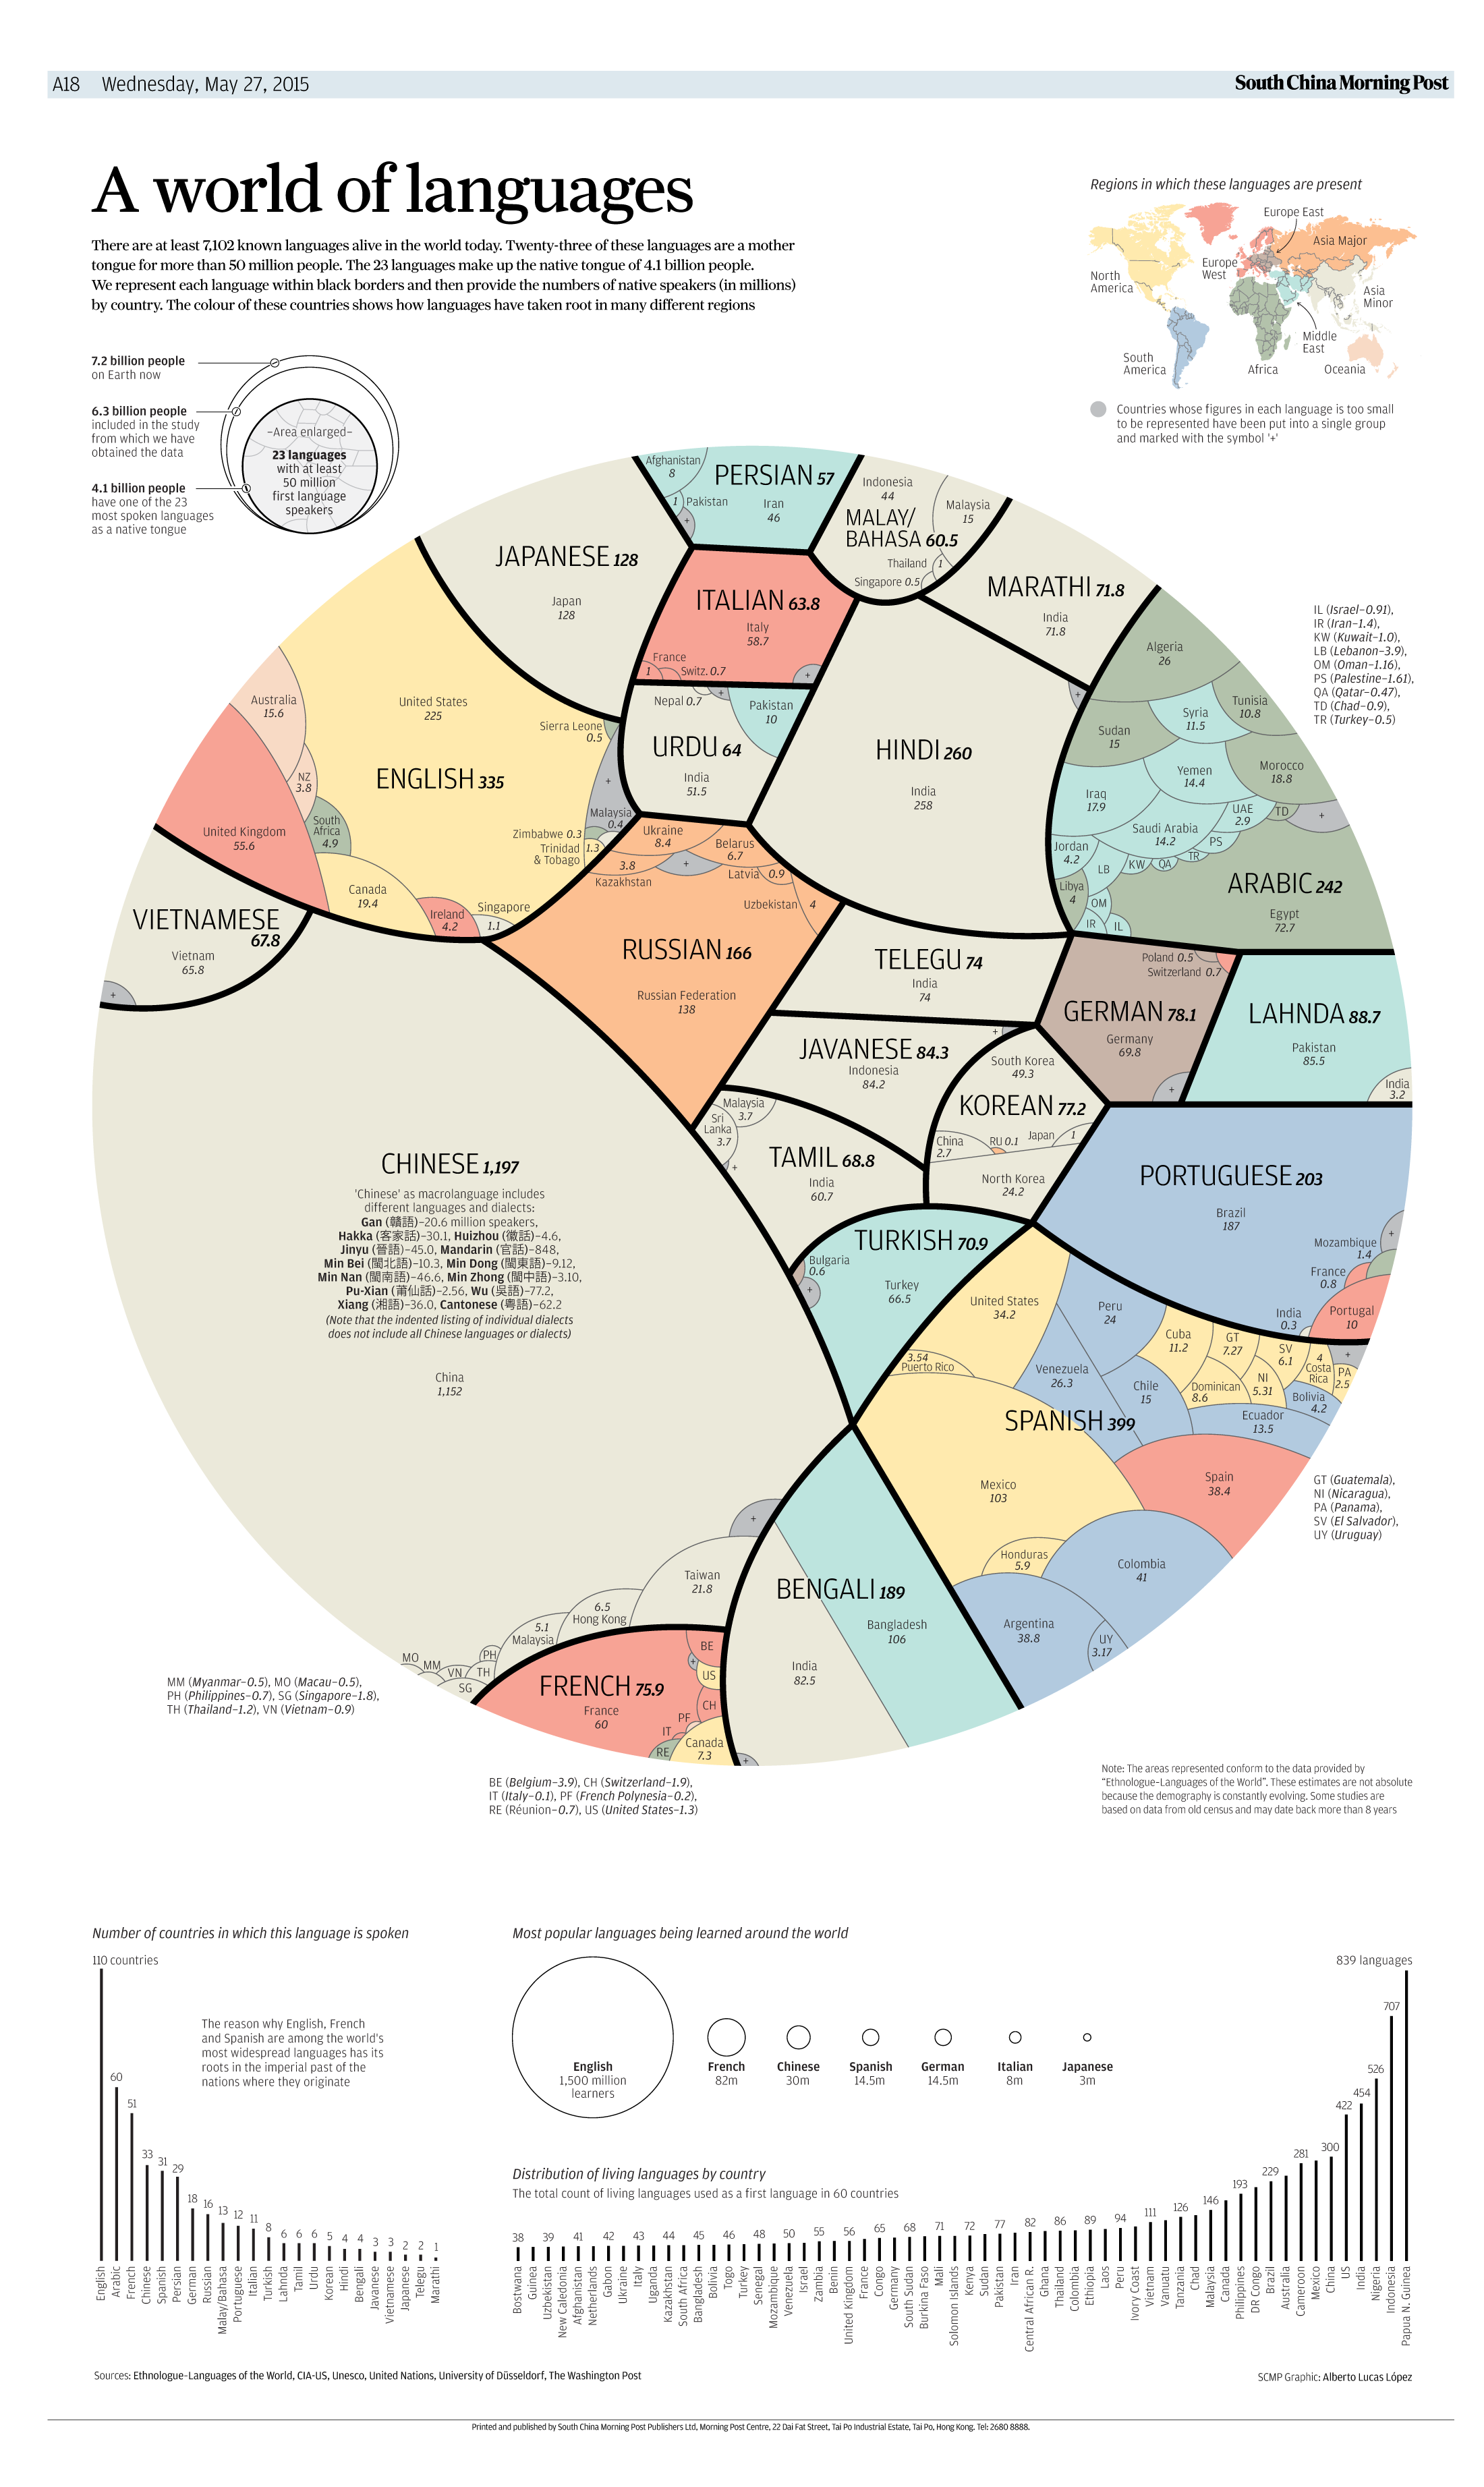 A18 Wednesday, May 27, 2015
South China Morning Post
A world of languages
There are at least 7,102 known languages alive in the world today. Twenty-three of these languages are a mother
tongue for more than 50 million people. The 23 languages make up the native tongue of 4.1 billion people.
We represent each language within black borders and then provide the numbers of native speakers (in millions)
by country. The colour of these countries shows how languages have taken root in many different regions
Regions in which these languages are present
Europe East
Asia Major
Europe
West
North
America
Asia
Minor
Middle
East
South
America
Africa
Oceania
Countries whose figures in each language is too small
to be represented have been put into a single group
and marked with the symbol '+'
7.2 billion people
on Earth now
6.3 billion people
included in the study
from which we have
obtained the data
4.1 billion people
have one of the 23
most spoken languages
as a native tongue
–Area enlarged–
23 languages
with at least
50 million
first language
speakers
PERSIAN 57
Afghanistan
8
1 Pakistan
+
Iran
46
MALAY/
BAHASA 60.5
Indonesia
44
Malaysia
15
Thailand 1
Singapore 0.5
JAPANESE 128
Japan
128
ITALIAN 63.8
Italy
58.7
France
1
Switz. 0.7
+
MARATHI 71.8
India
71.8
+
HINDI 260
India
258
URDU 64
Nepal 0.7
+
Pakistan
10
India
51.5
ENGLISH 335
United States
225
Australia
15.6
NZ
3.8
South
Africa
4.9
United Kingdom
55.6
Canada
19.4
Ireland
4.2
Singapore
1.1
Sierra Leone
0.5
+
Malaysia
0.4
Zimbabwe 0.3
Trinidad
& Tobago
1.3
ARABIC 242
Algeria
26
Tunisia
10.8
Syria
11.5
Sudan
15
Morocco
18.8
Yemen
14.4
Iraq
17.9
UAE
2.9
TD
+
Saudi Arabia
14.2
PS
TR
QA
KW
Jordan
4.2
LB
Libya
4
OM
IR
IL
Egypt
72.7
IL (Israel–0.91),
IR (Iran–1.4),
KW (Kuwait–1.0),
LB (Lebanon–3.9),
OM (Oman–1.16),
PS (Palestine–1.61),
QA (Qatar–0.47),
TD (Chad–0.9),
TR (Turkey–0.5)
VIETNAMESE
67.8
Vietnam
65.8
+
RUSSIAN 166
Ukraine
8.4
Belarus
6.7
3.8
Kazakhstan
+
Latvia 0.9
Uzbekistan 4
Russian Federation
138
TELEGU 74
India
74
GERMAN 78.1
Poland 0.5
Switzerland 0.7
Germany
69.8
+
LAHNDA 88.7
Pakistan
85.5
India
3.2
JAVANESE 84.3
Indonesia
84.2
+
KOREAN 77.2
South Korea
49.3
China
2.7
RU 0.1
Japan 1
North Korea
24.2
TAMIL 68.8
Malaysia
3.7
Sri
Lanka
3.7
+
India
60.7
PORTUGUESE 203
Brazil
187
+
Mozambique
1.4
France
0.8
India
0.3
Portugal
10
TURKISH 70.9
Bulgaria
0.6
+
Turkey
66.5
CHINESE 1,197
'Chinese' as macrolanguage includes
different languages and dialects:
Gan (贛語)–20.6 million speakers,
Hakka (客家話)–30.1, Huizhou (徽話)–4.6,
Jinyu (晉語)–45.0, Mandarin (官話)–848,
Min Bei (閩北語)–10.3, Min Dong (閩東語)–9.12,
Min Nan (閩南語)–46.6, Min Zhong (閩中語)–3.10,
Pu-Xian (莆仙話)–2.56, Wu (吳語)–77.2,
Xiang (湘語)–36.0, Cantonese (粵語)–62.2
(Note that the indented listing of individual dialects
does not include all Chinese languages or dialects)
China
1,152
+
Taiwan
21.8
6.5
Hong Kong
5.1
Malaysia
PH
TH
VN
SG
MM
MO
MM (Myanmar–0.5), MO (Macau–0.5),
PH (Philippines–0.7), SG (Singapore–1.8),
TH (Thailand–1.2), VN (Vietnam–0.9)
SPANISH 399
United States
34.2
3.54
Puerto Rico
Peru
24
Venezuela
26.3
Chile
15
Cuba
11.2
GT
7.27
SV
6.1
4
Costa
Rica
+
PA
2.5
Dominican
8.6
NI
5.31
Bolivia
4.2
Ecuador
13.5
Mexico
103
Spain
38.4
Honduras
5.9
Colombia
41
Argentina
38.8
UY
3.17
GT (Guatemala),
NI (Nicaragua),
PA (Panama),
SV (El Salvador),
UY (Uruguay)
BENGALI 189
Bangladesh
106
India
82.5
+
FRENCH 75.9
France
60
BE
+
US
CH
PF
IT
RE
Canada
7.3
BE (Belgium–3.9), CH (Switzerland–1.9),
IT (Italy–0.1), PF (French Polynesia–0.2),
RE (Réunion–0.7), US (United States–1.3)
Note: The areas represented conform to the data provided by
"Ethnologue–Languages of the World". These estimates are not absolute
because the demography is constantly evolving. Some studies are
based on data from old census and may date back more than 8 years
Number of countries in which this language is spoken
110 countries
60
51
33
31
29
18
16
13
12
11
8
6
6
6
5
4
4
3
3
2
2
1
The reason why English, French
and Spanish are among the world's
most widespread languages has its
roots in the imperial past of the
nations where they originate
English
Arabic
French
Chinese
Spanish
Persian
German
Russian
Malay/Bahasa
Portuguese
Italian
Turkish
Lahnda
Tamil
Urdu
Korean
Hindi
Bengali
Javanese
Vietnamese
Japanese
Telegu
Marathi
Most popular languages being learned around the world
English
1,500 million
learners
French
82m
Chinese
30m
Spanish
14.5m
German
14.5m
Italian
8m
Japanese
3m
Distribution of living languages by country
The total count of living languages used as a first language in 60 countries
38
39
41
42
43
44
45
46
48
50
55
56
65
68
71
72
77
82
86
89
94
111
126
146
193
229
281
300
422
454
526
707
839 languages
Botswana
Guinea
Uzbekistan
New Caledonia
Afghanistan
Netherlands
Gabon
Ukraine
Italy
Uganda
Kazakhstan
South Africa
Bangladesh
Bolivia
Togo
Turkey
Senegal
Mozambique
Venezuela
Israel
Zambia
Benin
United Kingdom
France
Congo
Germany
South Sudan
Burkina Faso
Mali
Solomon Islands
Kenya
Sudan
Pakistan
Iran
Central African R.
Ghana
Thailand
Colombia
Ethiopia
Laos
Peru
Ivory Coast
Vietnam
Vanuatu
Tanzania
Chad
Malaysia
Canada
Philippines
DR Congo
Brazil
Australia
Cameroon
Mexico
China
US
India
Nigeria
Indonesia
Papua N. Guinea
Sources: Ethnologue–Languages of the World, CIA-US, Unesco, United Nations, University of Düsseldorf, The Washington Post
SCMP Graphic: Alberto Lucas López
Printed and published by South China Morning Post Publishers Ltd, Morning Post Centre, 22 Dai Fat Street, Tai Po Industrial Estate, Tai Po, Hong Kong. Tel: 2680 8888.